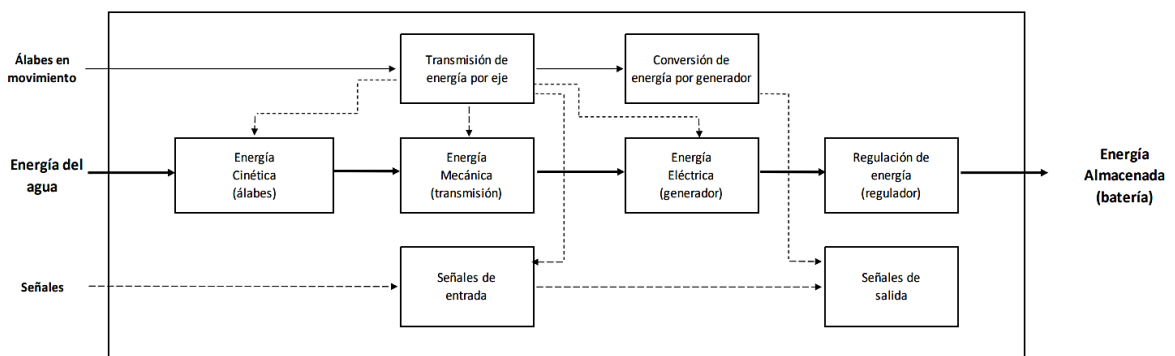 Álabes en
movimiento
Transmisión de
energía por eje
Conversión de
energía por generador
Energía del
agua
Energía
Cinética
(álabes)
Energía
Mecánica
(transmisión)
Energía
Eléctrica
(generador)
Regulación de
energía
(regulador)
Energía
Almacenada
(batería)
Señales
Señales de
entrada
Señales de
salida